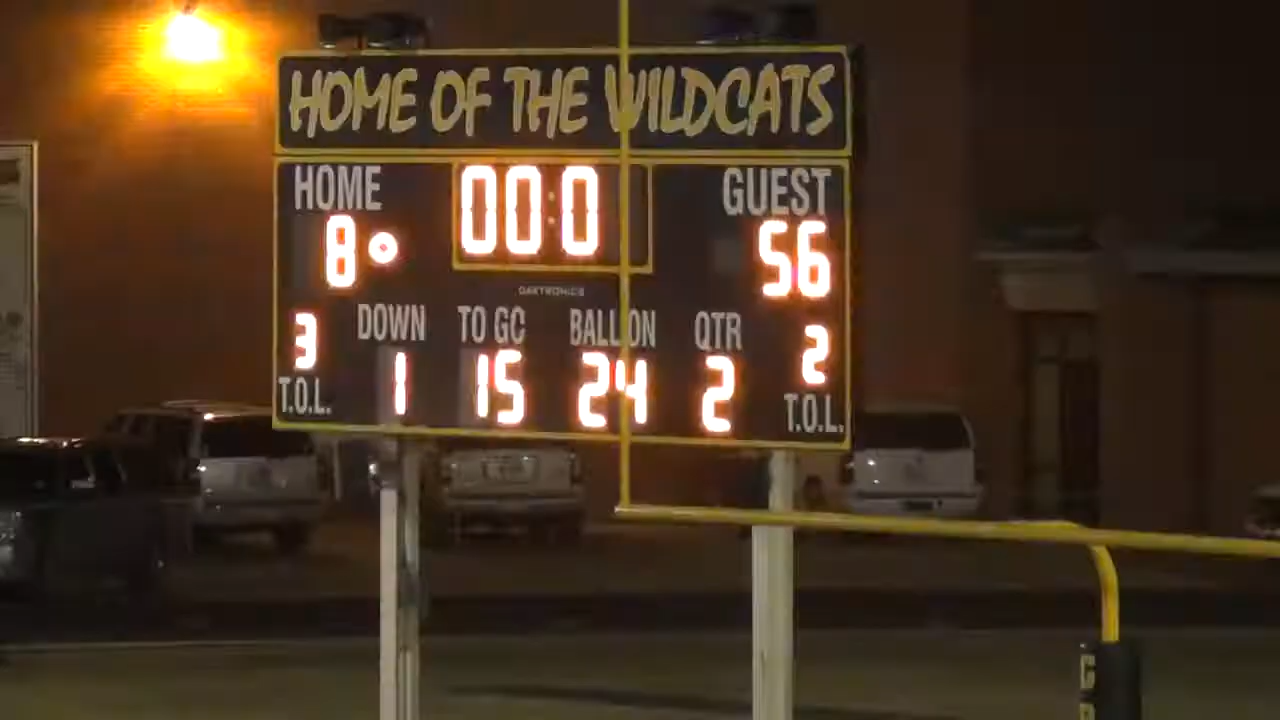 HOME OF THE WILDCATS
HOME 00:0 GUEST
8 56
DAKTRONICS
DOWN TO GO BALL ON QTR
3 1 15 24 2 2
T.O.L. T.O.L.